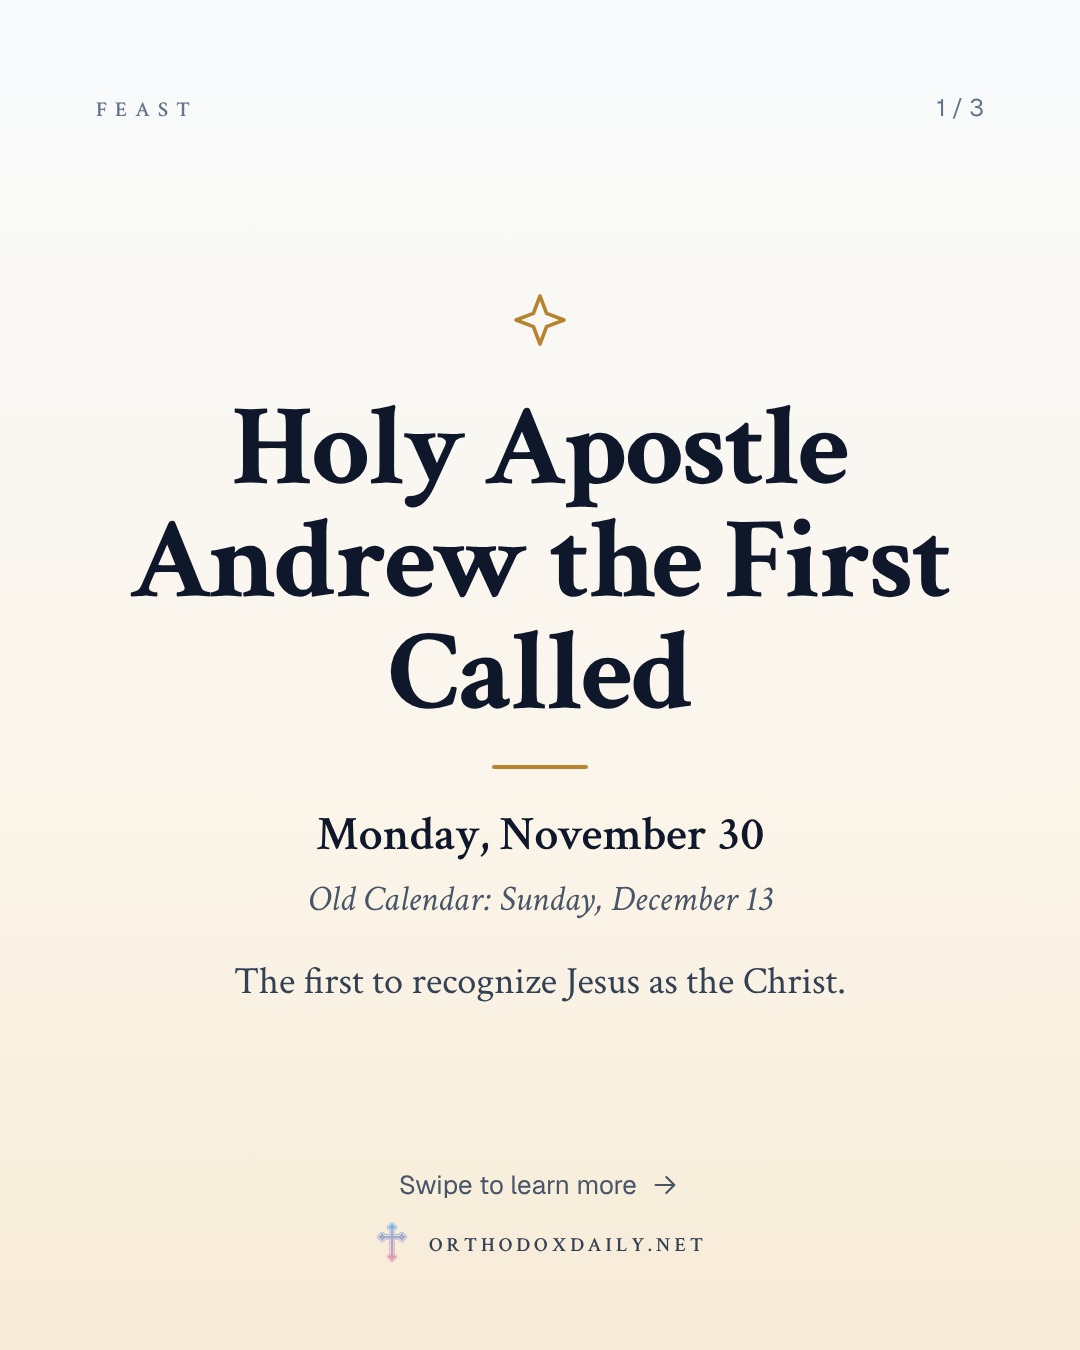 FEAST
1 / 3
Holy Apostle
Andrew the First
Called
Monday, November 30
Old Calendar: Sunday, December 13
The first to recognize Jesus as the Christ.
Swipe to learn more →
ORTHODOXDAILY.NET